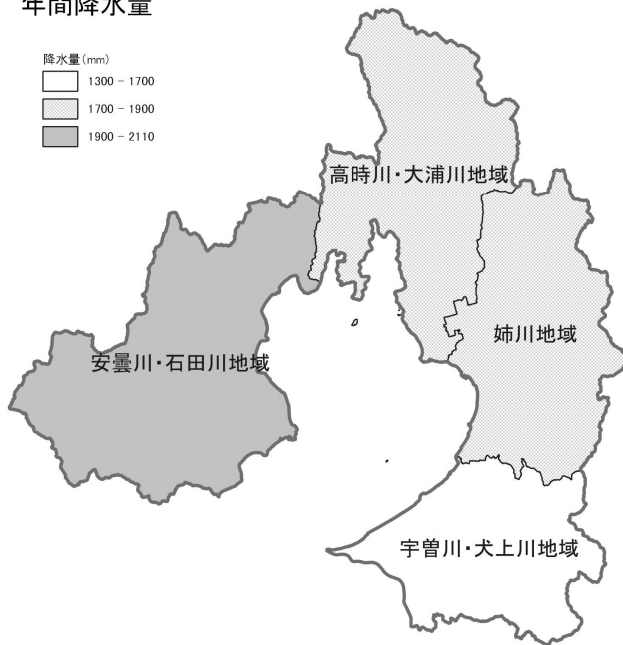 年間降水量
降水量(mm)
1300 - 1700
1700 - 1900
1900 - 2110
高時川・大浦川地域
姉川地域
安曇川・石田川地域
宇曽川・犬上川地域